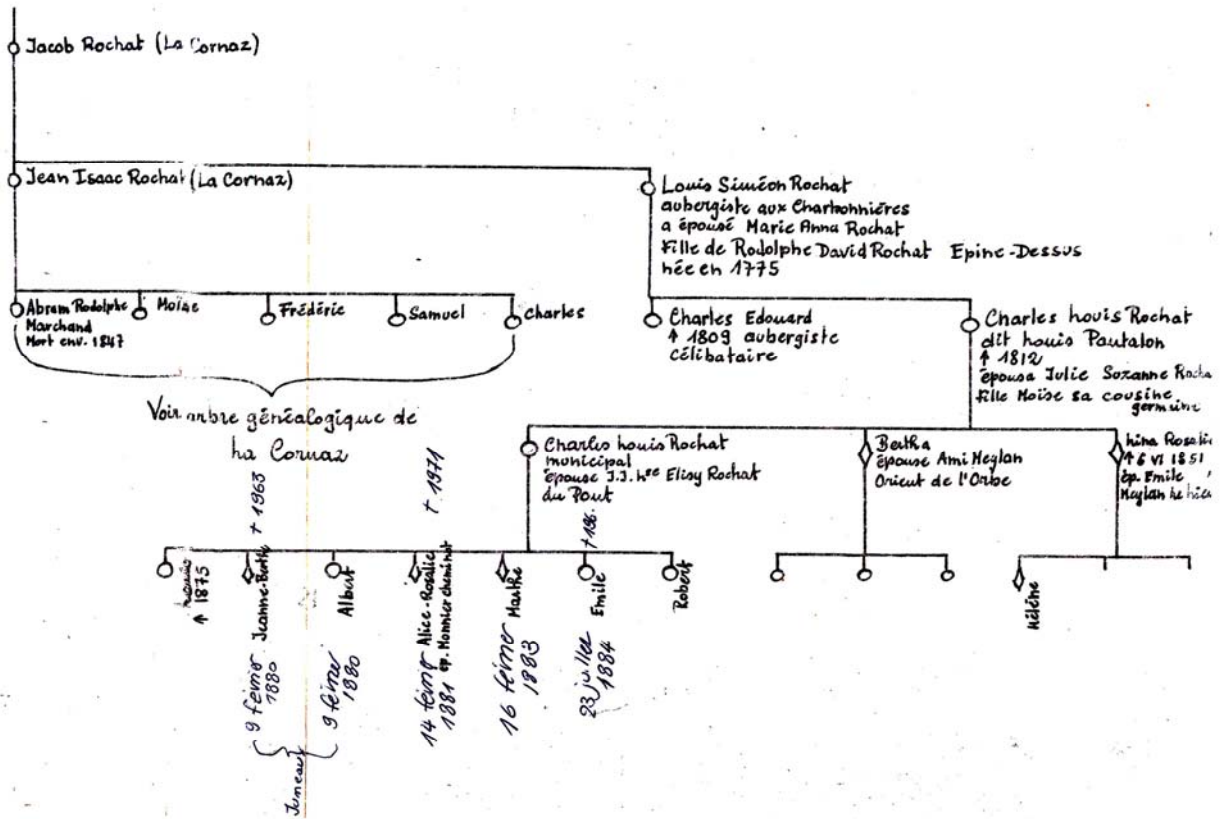 Jacob Rochat (La Cornaz)
Jean Isaac Rochat (La Cornaz)
Louis Siméon Rochat
aubergiste aux Charbonnières
a épousé Marie Anna Rochat
Fille de Rodolphe David Rochat Epine-Dessus
née en 1775
Abram Rodolphe
Marchand
Mort env. 1847
Moïse
Frédéric
Samuel
Charles
Charles Edouard
↑ 1809 aubergiste
célibataire
Charles Louis Rochat
dit Louis Pantalon
↑ 1812
épousa Julie Suzanne Rocha
fille Moïse sa cousine
germaine
Voir arbre généalogique de
La Cornaz
Charles Louis Rochat
municipal
épouse J.J. Lse Elisy Rochat
du Pont
Bertha
épouse Ami Meylan
Orient de l'Orbe
Lina Rosalie
↑ 6 VI 1851
ép. Emile
Meylan Le Lieu
↑ 1875
Jeanne-Berthe † 1963
9 février
1880
Albert
9 février
1880
Jumeaux
Alice-Rosalie † 1971
ép. Monnier cheminot
14 février
1881
Marthe
16 février
1883
Emile † 196.
23 juillet
1884
Robert
Hélène